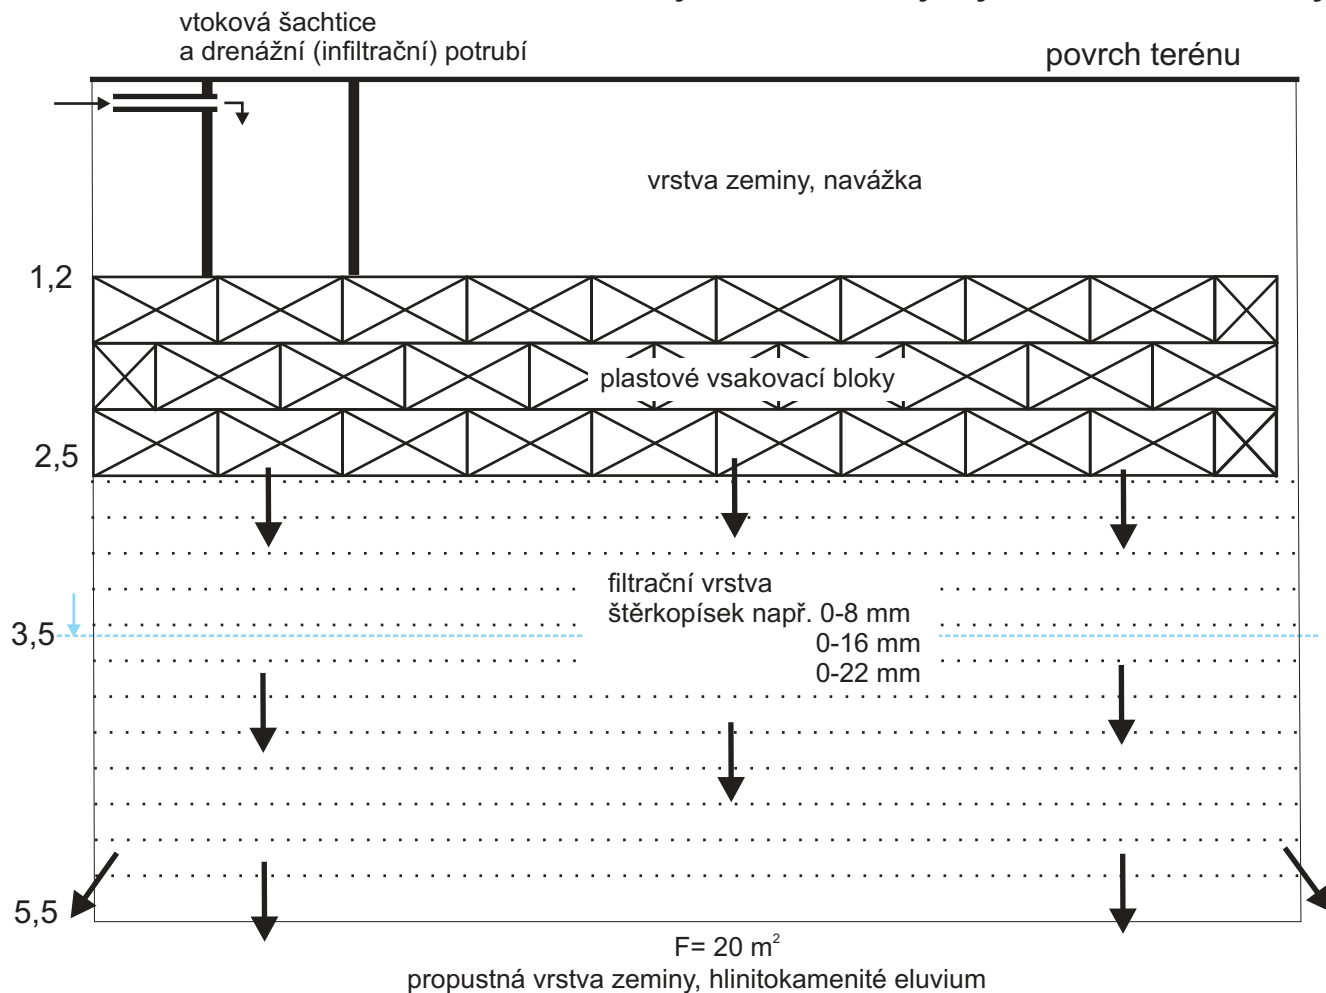 vtoková šachtice
a drenážní (infiltrační) potrubí
povrch terénu
vrstva zeminy, navážka
1,2
plastové vsakovací bloky
2,5
filtrační vrstva
štěrkopísek např. 0-8 mm
3,5
0-16 mm
0-22 mm
5,5
F= 20 m²
propustná vrstva zeminy, hlinitokamenité eluvium